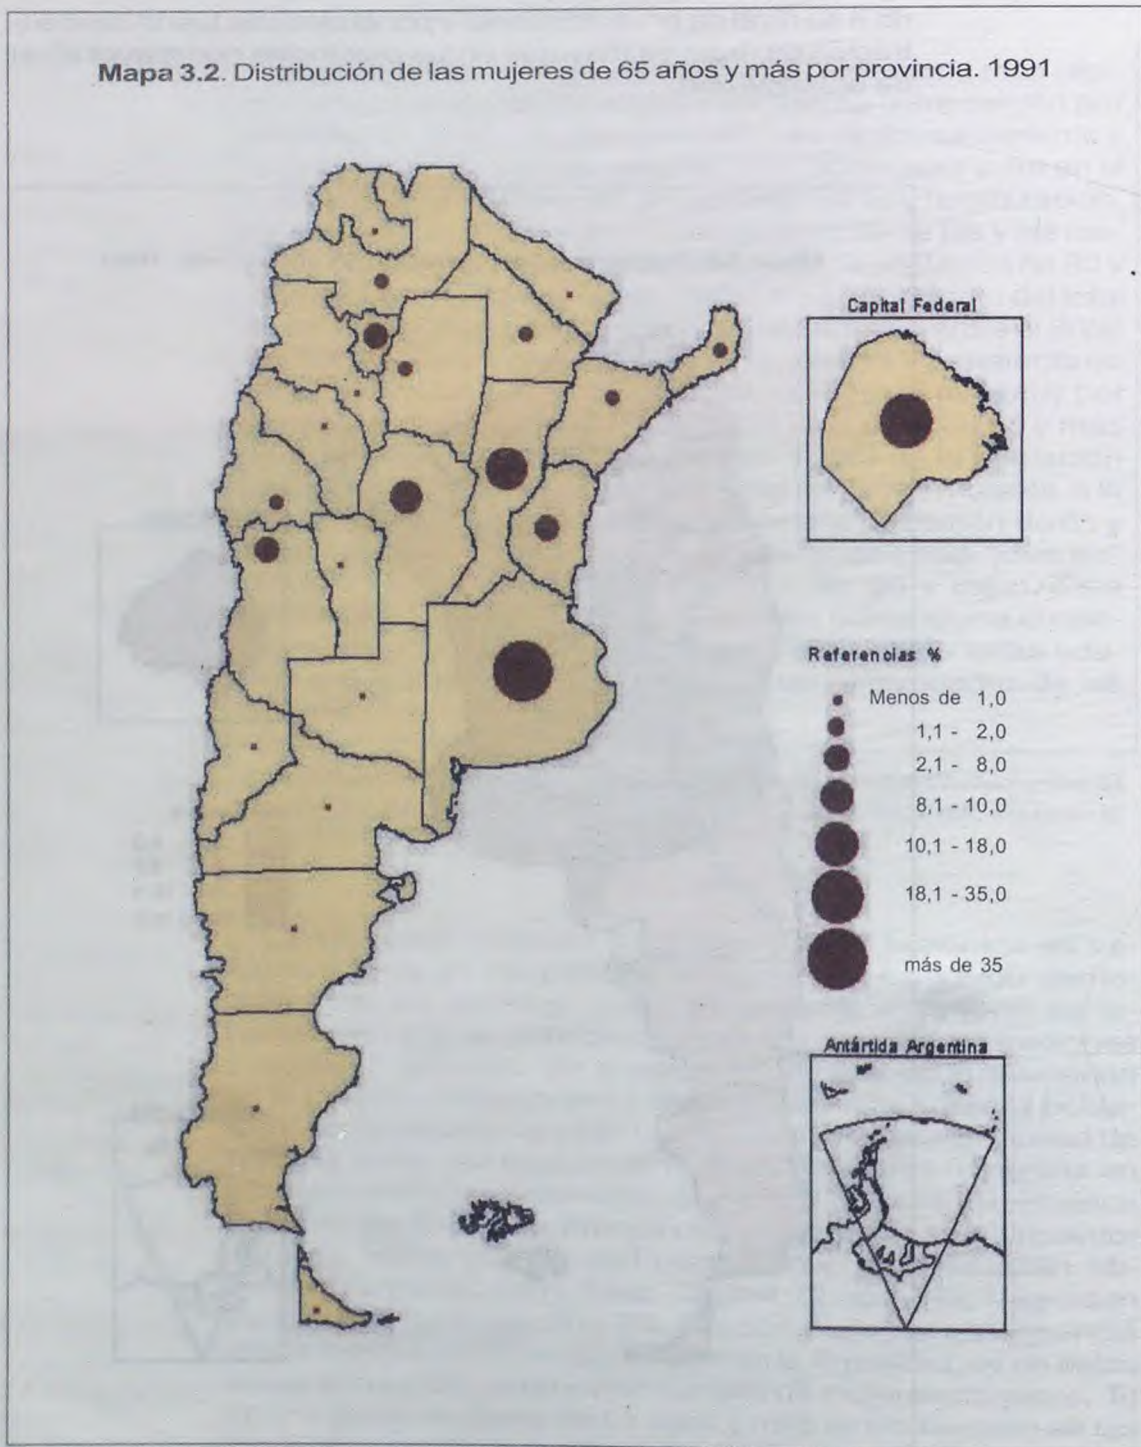 Mapa 3.2. Distribución de las mujeres de 65 años y más por provincia. 1991
Capital Federal
Referencias %
Menos de 1,0
1,1 - 2,0
2,1 - 8,0
8,1 - 10,0
10,1 - 18,0
18,1 - 35,0
más de 35
Antártida Argentina